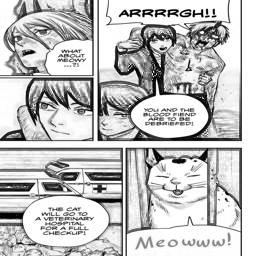 WHAT
ABOUT
MEOWY
...?!
ARRRRGH!!
YOU AND THE
BLOOD FIEND
ARE TO BE
DEBRIEFED!
THE CAT
WILL GO TO
A VETERINARY
HOSPITAL
FOR A FULL
CHECKUP!
Meowww!